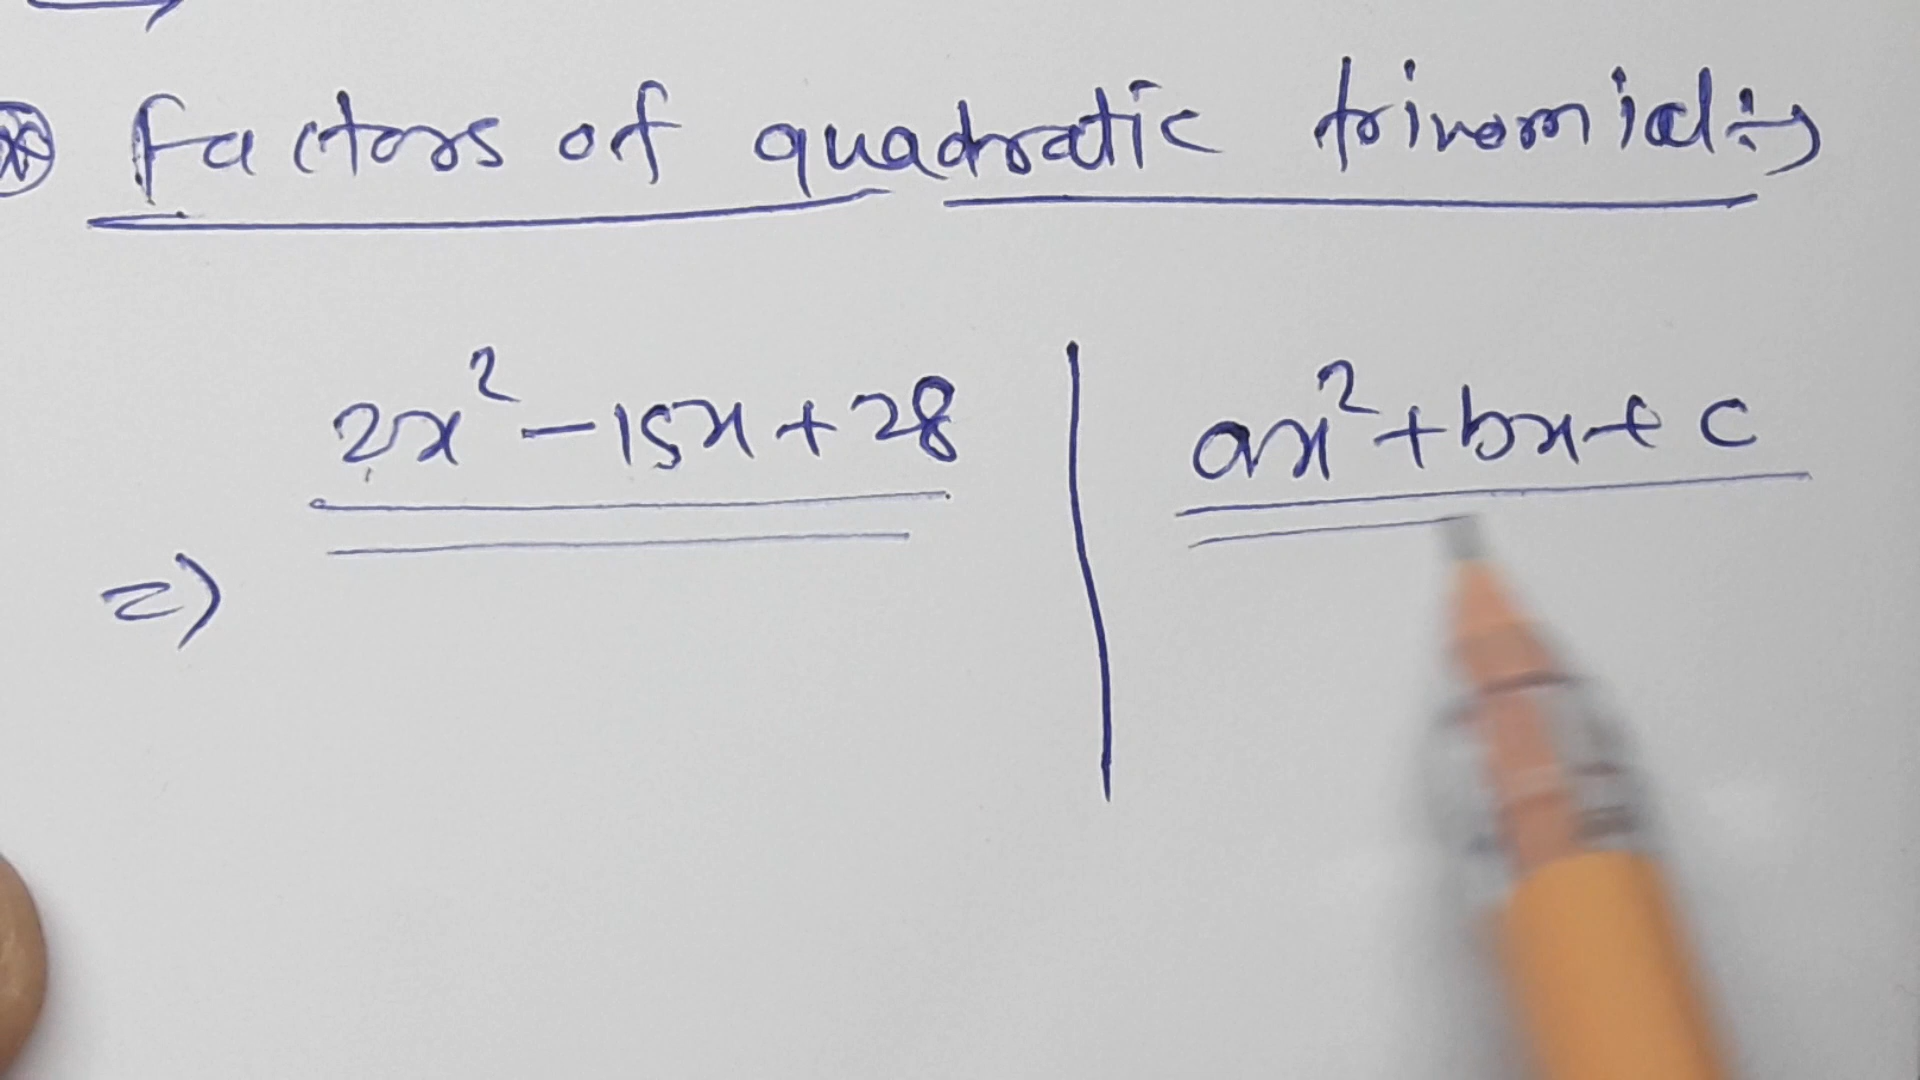 Factors of quadratic trinomial :→
2x² - 15x + 28 | ax² + bx + c
=>